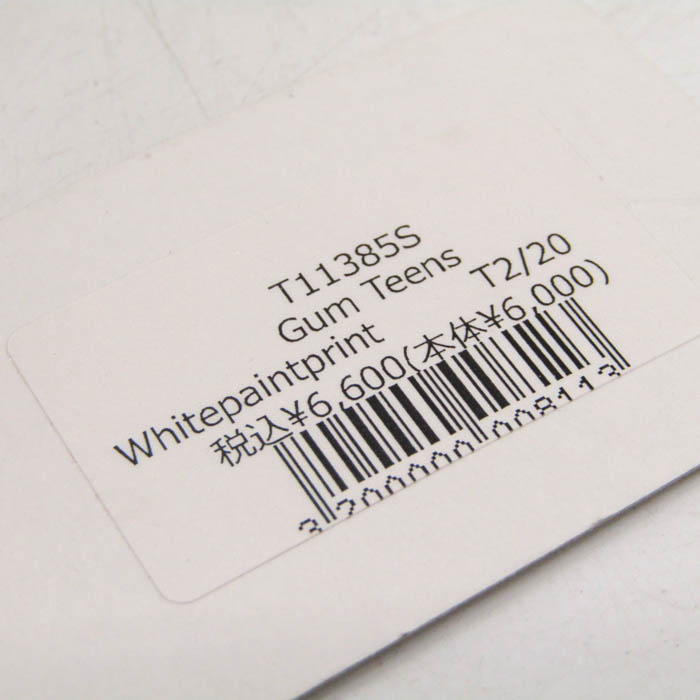 T11385S
Gum Teens
Whitepaintprint T2/20
税込¥6,600(本体¥6,000)
3200000008113